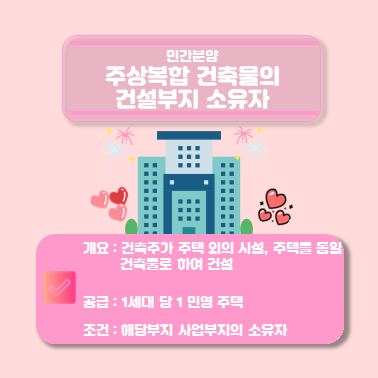 민간분양
주상복합 건축물의
건설부지 소유자
개요 : 건축주가 주택 외의 시설, 주택을 동일
건축물로 하여 건설
공급 : 1세대 당 1 민영 주택
조건 : 해당부지 사업부지의 소유자